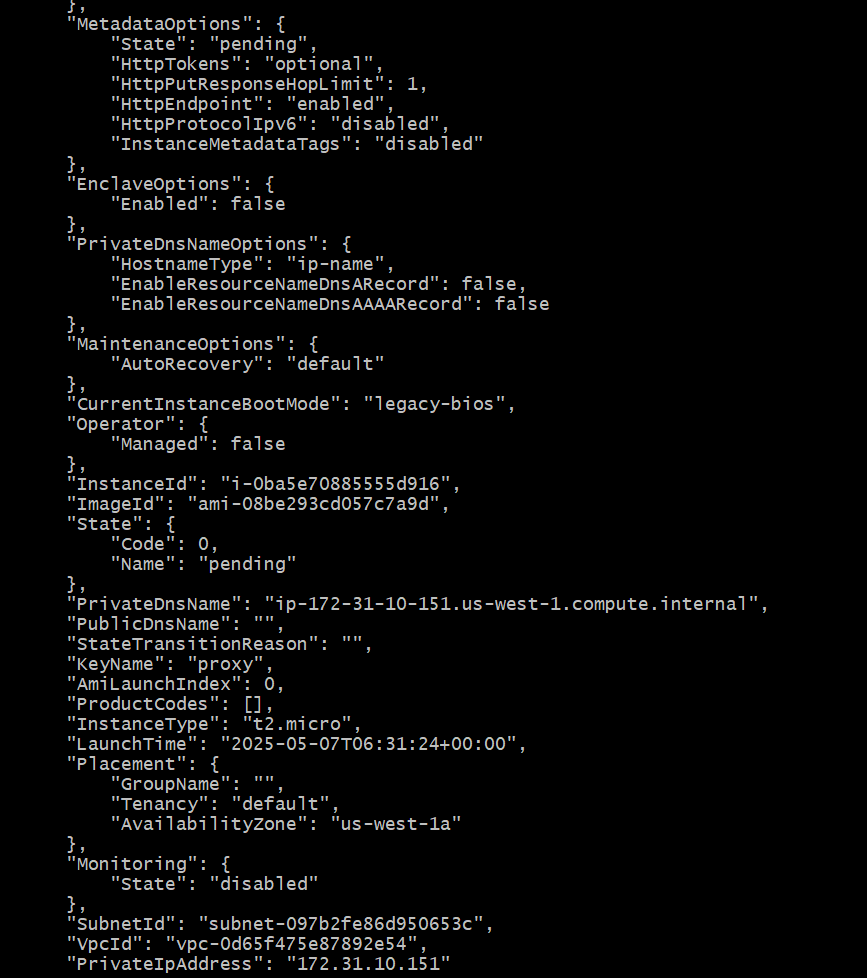 },
"MetadataOptions": {
"State": "pending",
"HttpTokens": "optional",
"HttpPutResponseHopLimit": 1,
"HttpEndpoint": "enabled",
"HttpProtocolIpv6": "disabled",
"InstanceMetadataTags": "disabled"
},
"EnclaveOptions": {
"Enabled": false
},
"PrivateDnsNameOptions": {
"HostnameType": "ip-name",
"EnableResourceNameDnsARecord": false,
"EnableResourceNameDnsAAAARecord": false
},
"MaintenanceOptions": {
"AutoRecovery": "default"
},
"CurrentInstanceBootMode": "legacy-bios",
"Operator": {
"Managed": false
},
"InstanceId": "i-0ba5e70885555d916",
"ImageId": "ami-08be293cd057c7a9d",
"State": {
"Code": 0,
"Name": "pending"
},
"PrivateDnsName": "ip-172-31-10-151.us-west-1.compute.internal",
"PublicDnsName": "",
"StateTransitionReason": "",
"KeyName": "proxy",
"AmiLaunchIndex": 0,
"ProductCodes": [],
"InstanceType": "t2.micro",
"LaunchTime": "2025-05-07T06:31:24+00:00",
"Placement": {
"GroupName": "",
"Tenancy": "default",
"AvailabilityZone": "us-west-1a"
},
"Monitoring": {
"State": "disabled"
},
"SubnetId": "subnet-097b2fe86d950653c",
"VpcId": "vpc-0d65f475e87892e54",
"PrivateIpAddress": "172.31.10.151"